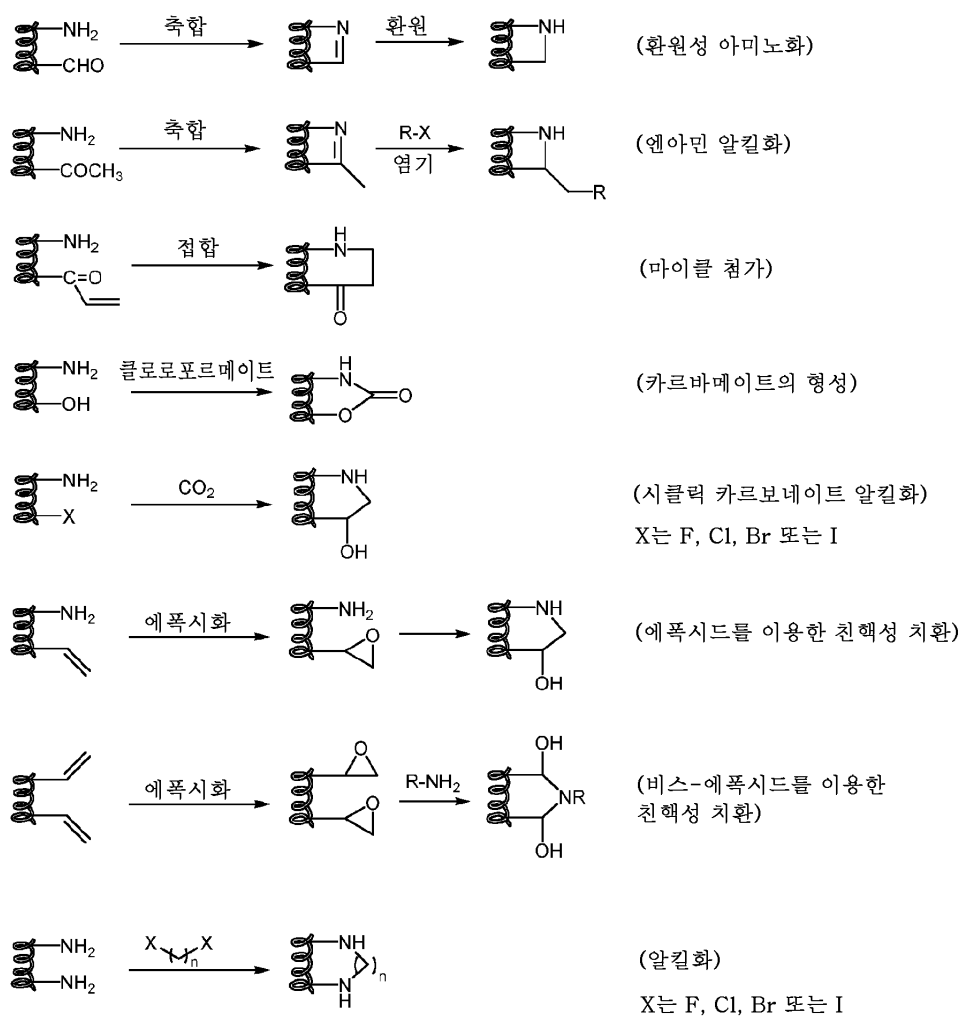 NH2 축합 N 환원 NH (환원성 아미노화)
CHO
NH2 축합 N R-X NH (엔아민 알킬화)
COCH3 염기 R
NH2 접합 H N (마이클 첨가)
C=O O
NH2 클로로포르메이트 H N O (카르바메이트의 형성)
OH O
NH2 CO2 NH (시클릭 카르보네이트 알킬화)
X OH X는 F, Cl, Br 또는 I
NH2 에폭시화 NH2 O NH (에폭시드를 이용한 친핵성 치환)
OH
에폭시화 O O R-NH2 OH NR (비스-에폭시드를 이용한
OH 친핵성 치환)
NH2 X X n NH n (알킬화)
NH2 N H X는 F, Cl, Br 또는 I